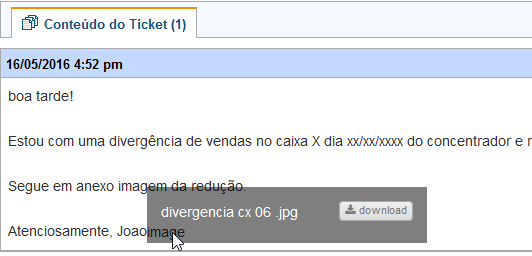 Conteúdo do Ticket (1)
16/05/2016 4:52 pm
boa tarde!
Estou com uma divergência de vendas no caixa X dia xx/xx/xxxx do concentrador e r
Segue em anexo imagem da redução.
divergencia cx 06 .jpg download
Atenciosamente, Joaoimage